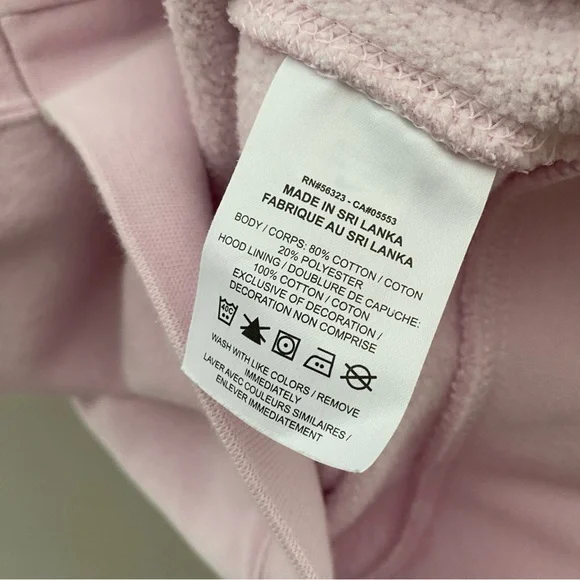 RN#56323 - CA#05553
MADE IN SRI LANKA
FABRIQUE AU SRI LANKA
BODY / CORPS: 80% COTTON / COTON
20% POLYESTER
HOOD LINING / DOUBLURE DE CAPUCHE:
100% COTTON / COTON
EXCLUSIVE OF DECORATION /
DECORATION NON COMPRISE
40C
WASH WITH LIKE COLORS / REMOVE
IMMEDIATELY
LAVER AVEC COULEURS SIMILAIRES /
ENLEVER IMMEDIATEMENT